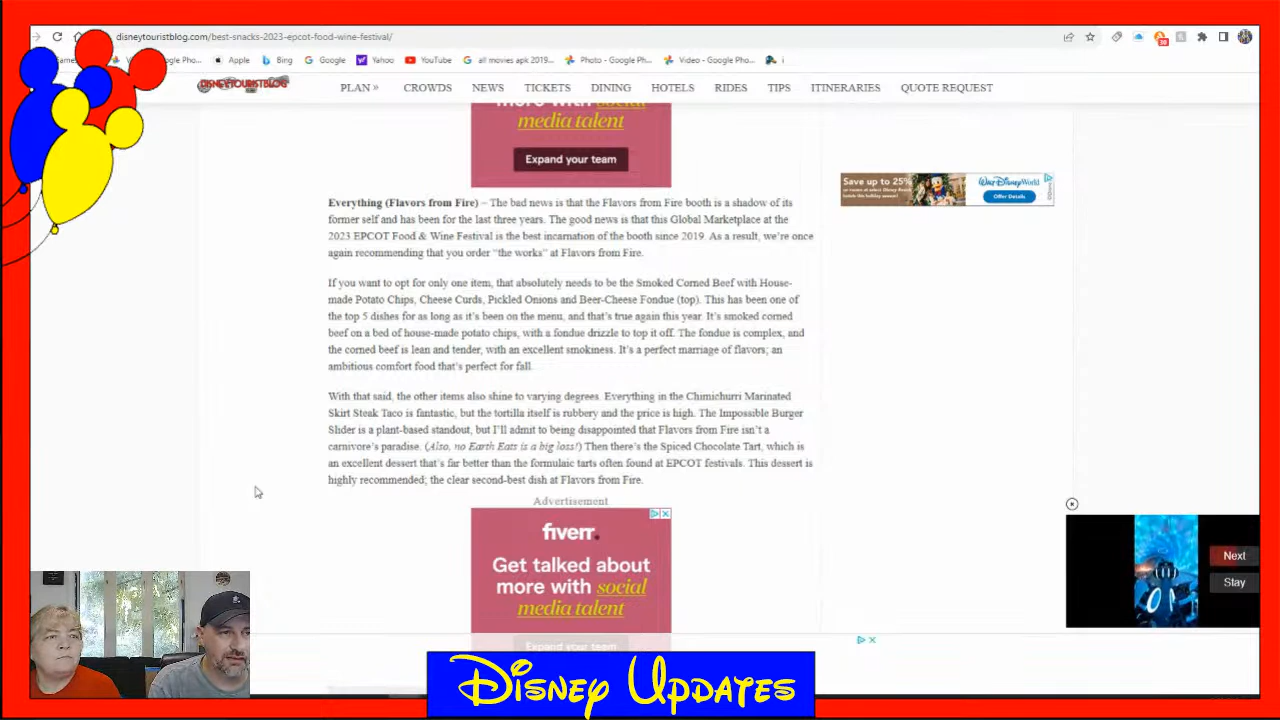 disneytouristblog.com/best-snacks-2023-epcot-food-wine-festival/
Apple Bing Google Yahoo YouTube all movies apk 2019... Photo - Google Ph... Video - Google Pho...
DISNEYTOURISTBLOG PLAN » CROWDS NEWS TICKETS DINING HOTELS RIDES TIPS ITINERARIES QUOTE REQUEST
more with social
media talent
Expand your team
Save up to 25%
WALT DISNEY WORLD
Offer Details
Everything (Flavors from Fire) – The bad news is that the Flavors from Fire booth is a shadow of its
former self and has been for the last three years. The good news is that this Global Marketplace at the
2023 EPCOT Food & Wine Festival is the best incarnation of the booth since 2019. As a result, we're once
again recommending that you order “the works” at Flavors from Fire.
If you want to opt for only one item, that absolutely needs to be the Smoked Corned Beef with House-
made Potato Chips, Cheese Curds, Pickled Onions and Beer-Cheese Fondue (top). This has been one of
the top 5 dishes for as long as it's been on the menu, and that's true again this year. It's smoked corned
beef on a bed of house-made potato chips, with a fondue drizzle to top it off. The fondue is complex, and
the corned beef is lean and tender, with an excellent smokiness. It's a perfect marriage of flavors; an
ambitious comfort food that's perfect for fall.
With that said, the other items also shine to varying degrees. Everything in the Chimichurri Marinated
Skirt Steak Taco is fantastic, but the tortilla itself is rubbery and the price is high. The Impossible Burger
Slider is a plant-based standout, but I'll admit to being disappointed that Flavors from Fire isn't a
carnivore's paradise. (Also, no Earth Eats is a big loss!) Then there's the Spiced Chocolate Tart, which is
an excellent dessert that's far better than the formulaic tarts often found at EPCOT festivals. This dessert is
highly recommended; the clear second-best dish at Flavors from Fire.
Advertisement
fiverr.
Get talked about
more with social
media talent
Expand your team
Next
Stay
DISNEY UPDATES